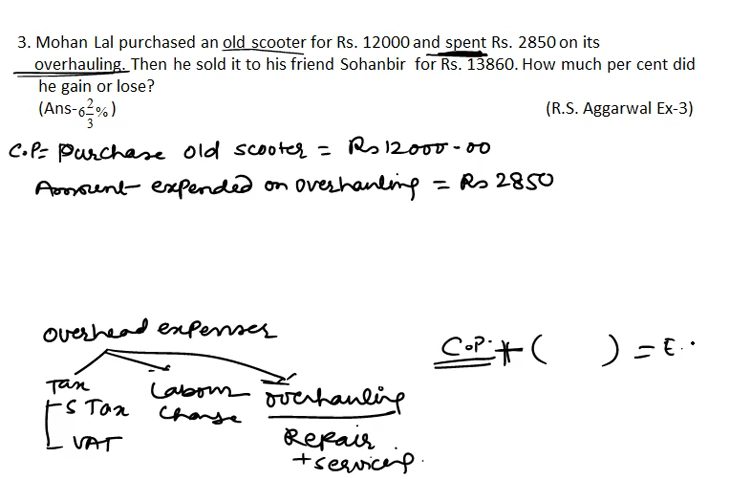 3. Mohan Lal purchased an old scooter for Rs. 12000 and spent Rs. 2850 on its
overhauling. Then he sold it to his friend Sohanbir for Rs. 13860. How much per cent did
he gain or lose?
(Ans-6 2/3 %) (R.S. Aggarwal Ex-3)
C.P= Purchase old scooter = Rs 12000-00
Amount expended on overhauling = Rs 2850
overhead expenses
C.P. + ( ) = E..
Tax Labour overhauling
S Tax charge
VAT Repair
+ servicing.